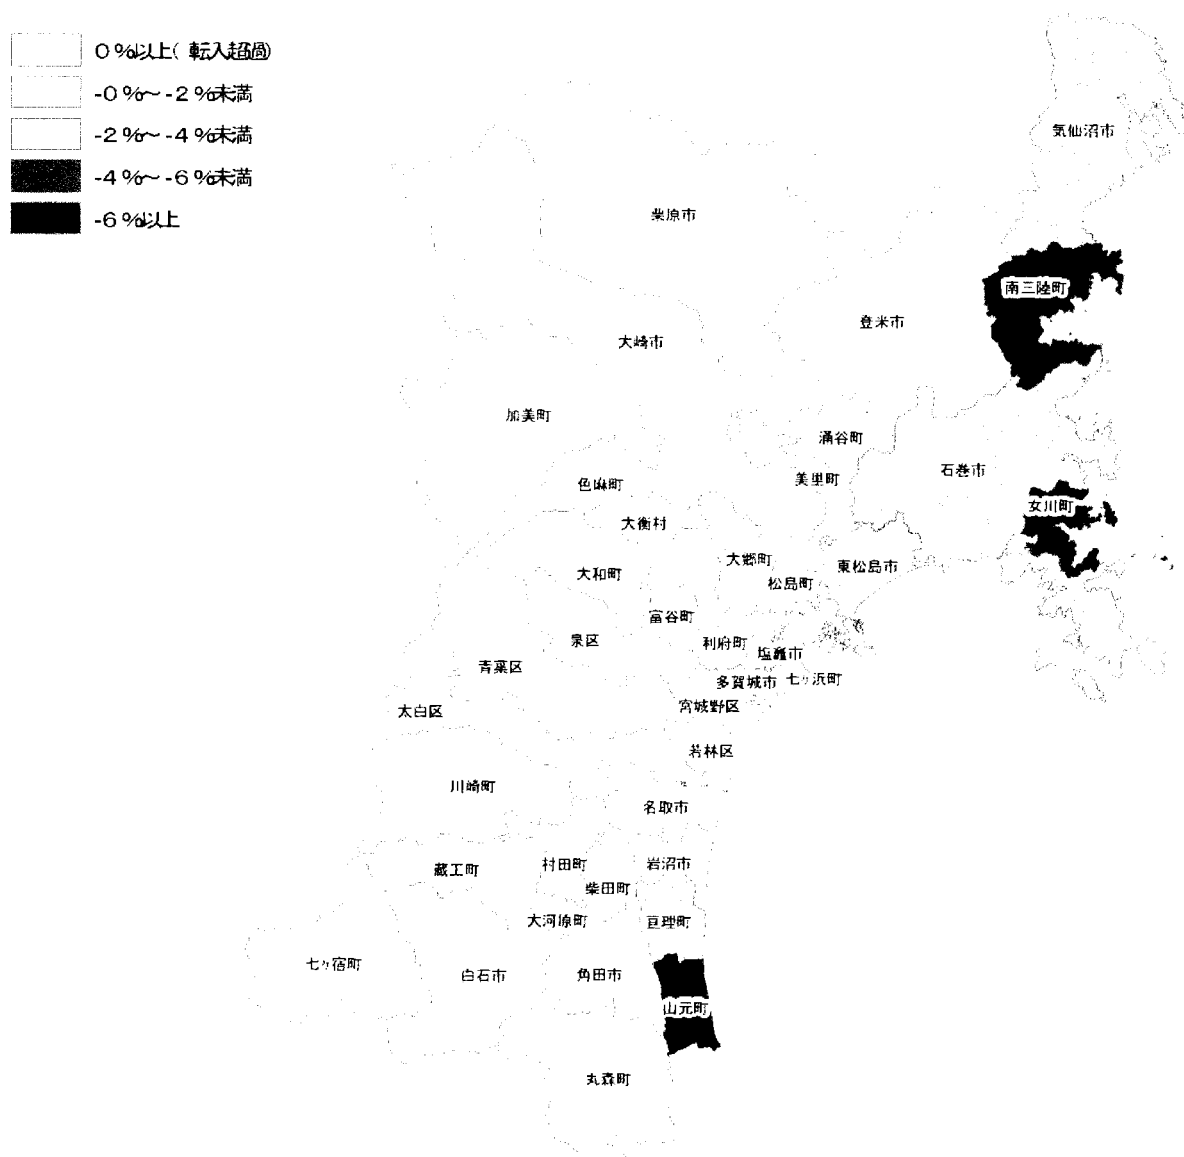 0%以上(転入超過)
-0%～-2%未満
-2%～-4%未満
-4%～-6%未満
-6%以上
気仙沼市
栗原市
南三陸町
登米市
大崎市
加美町
涌谷町
石巻市
美里町
色麻町
女川町
大衡村
大郷町
東松島市
大和町
松島町
富谷町
泉区
利府町
塩竈市
青葉区
多賀城市
七ヶ浜町
宮城野区
太白区
若林区
川崎町
名取市
村田町
岩沼市
蔵王町
柴田町
大河原町
亘理町
七ヶ宿町
白石市
角田市
山元町
丸森町